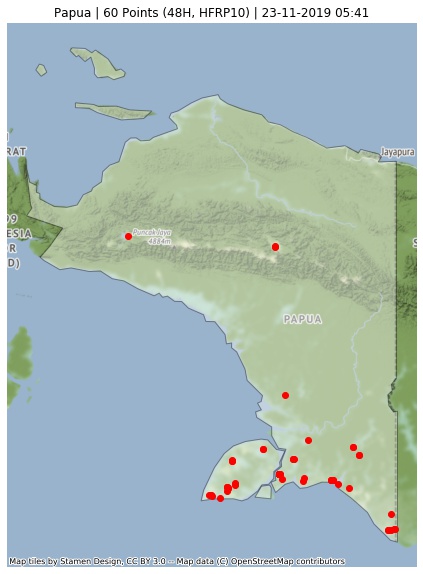 Papua | 60 Points (48H, HFRP10) | 23-11-2019 05:41
Jayapura
RAT
Puncak Jaya
4884m
ESIA
R
D)
PAPUA
Map tiles by Stamen Design, CC BY 3.0 -- Map data (C) OpenStreetMap contributors